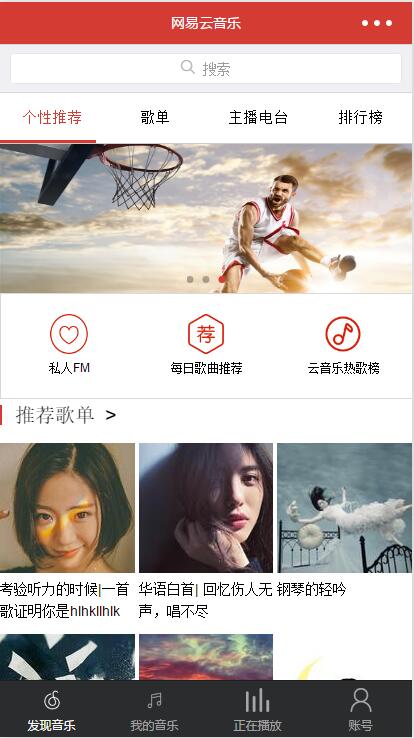 网易云音乐
搜索
个性推荐 歌单 主播电台 排行榜
荐
私人FM 每日歌曲推荐 云音乐热歌榜
推荐歌单 >
考验听力的时候|一首
歌证明你是hlhkllhlk
华语白首| 回忆伤人无
声，唱不尽
钢琴的轻吟
发现音乐 我的音乐 正在播放 账号